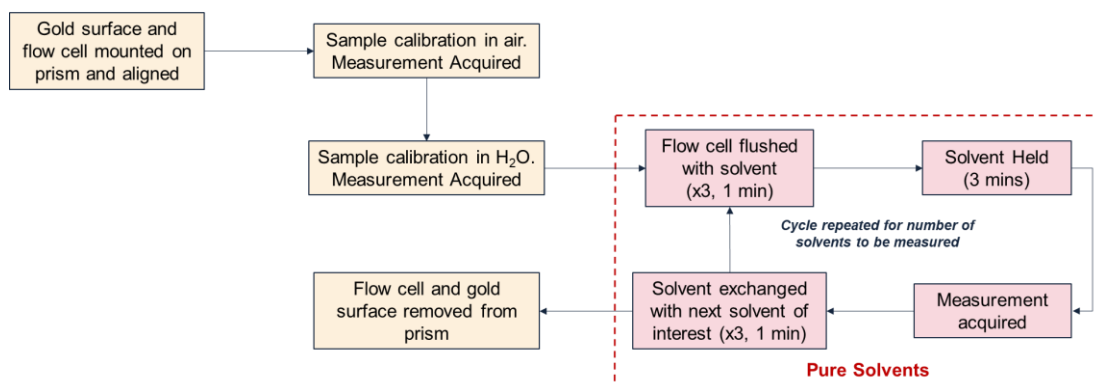 Gold surface and
flow cell mounted on
prism and aligned
Sample calibration in air.
Measurement Acquired
Sample calibration in H₂O.
Measurement Acquired
Flow cell flushed
with solvent
(x3, 1 min)
Solvent Held
(3 mins)
Cycle repeated for number of
solvents to be measured
Measurement
acquired
Solvent exchanged
with next solvent of
interest (x3, 1 min)
Flow cell and gold
surface removed from
prism
Pure Solvents